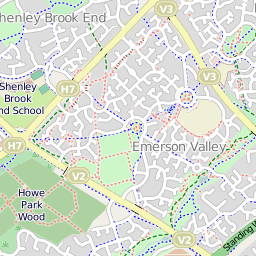 Shenley Brook End
V3
V3
H7
Shenley
Brook
End School
H7
Emerson Valley
V2
Howe
Park
Wood
V2
Standing W